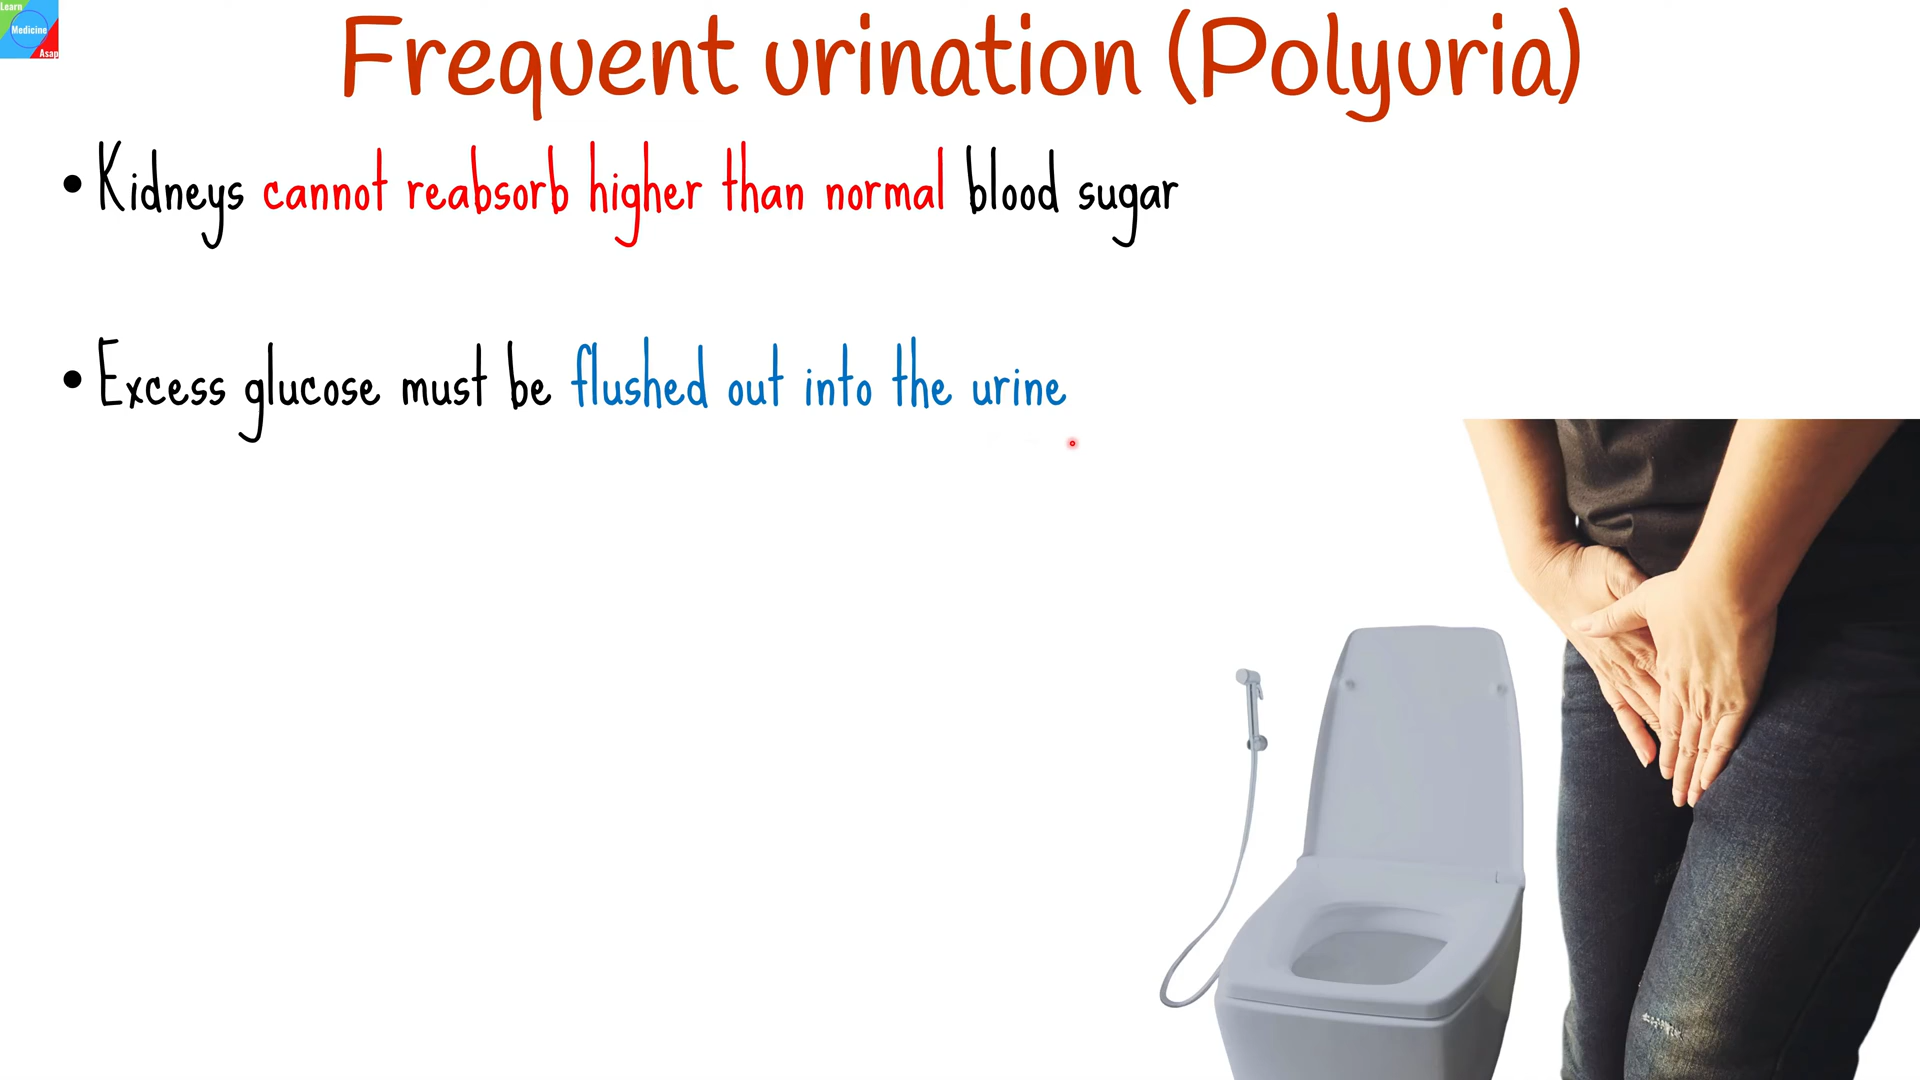 Learn
Medicine
Asap
Frequent urination (Polyuria)
• Kidneys cannot reabsorb higher than normal blood sugar
• Excess glucose must be flushed out into the urine